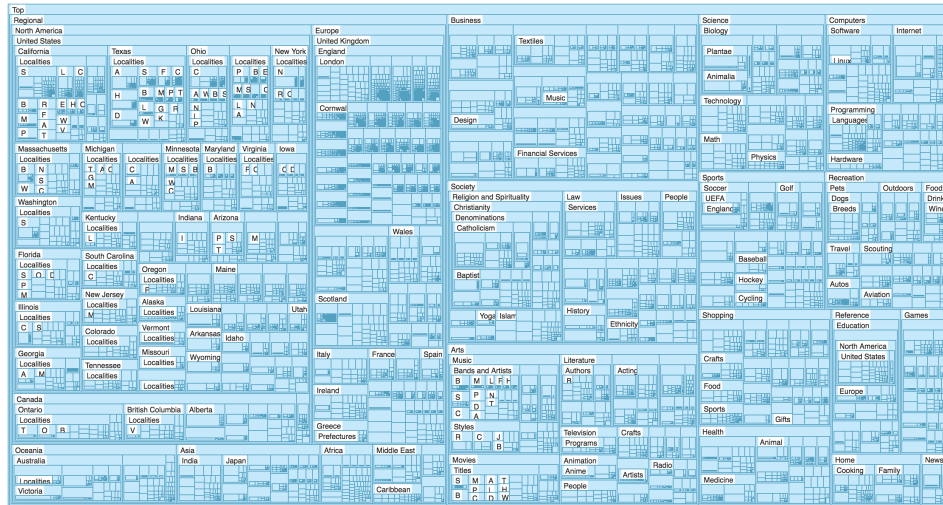 Top
Regional
North America
United States
California
Localities
S L C
B R E H C
M F W
P A V
T
Texas
Localities
A S F C
H B M P T
D L G R
W K
Ohio
Localities
C
A W B S
N
I
P
Localities
P B E
M S C
L N
A
New York
Localities
N
R C
Massachusetts
Localities
B N
S
W C
Michigan
Localities
T A C
G
M
Localities
C
A
Minnesota
Localities
M S B
W
C
Maryland
Localities
B
Virginia
Localities
F C
Iowa
C D
Washington
Localities
S
Kentucky
Localities
L
Indiana
I
Arizona
P S
T
M
Florida
Localities
S O D
P
M
South Carolina
Localities
C
Oregon
Localities
F
Maine
New Jersey
Localities
M
Alaska
Localities
Louisiana
Utah
Illinois
Localities
C S
Colorado
Localities
Vermont
Localities
Arkansas
Idaho
Georgia
Localities
A M
Tennessee
Localities
Missouri
Localities
Wyoming
Localities
Canada
Ontario
Localities
T O B
British Columbia
Localities
V
Alberta
Oceania
Australia
Localities
Victoria
Asia
India
Japan
Africa
Middle East
Caribbean
Europe
United Kingdom
England
London
Cornwal
Wales
Scotland
Italy
France
Spain
Ireland
Greece
Prefectures
Business
Textiles
Music
Design
Financial Services
Society
Religion and Spirituality
Christianity
Denominations
Catholicism
Baptist
Yoga
Islam
Law
Services
Issues
People
History
Ethnicity
Arts
Music
Bands and Artists
B M L F H
S P N
D T
C A
Styles
R C J
B
Movies
Titles
S M A T
P I H
B C D W
Literature
Authors
R
Acting
Television
Programs
Crafts
Animation
Anime
People
Artists
Radio
Science
Biology
Plantae
Animalia
Technology
Math
Physics
Computers
Software
Linux
Internet
Programming
Languages
Hardware
Sports
Soccer
UEFA
England
Golf
Baseball
Hockey
Cycling
Recreation
Pets
Dogs
Breeds
Outdoors
Food
Drink
Wine
Travel
Scouting
Autos
Aviation
Shopping
Crafts
Food
Sports
Gifts
Reference
Education
North America
United States
Europe
Games
Health
Animal
Medicine
Home
Cooking
Family
News